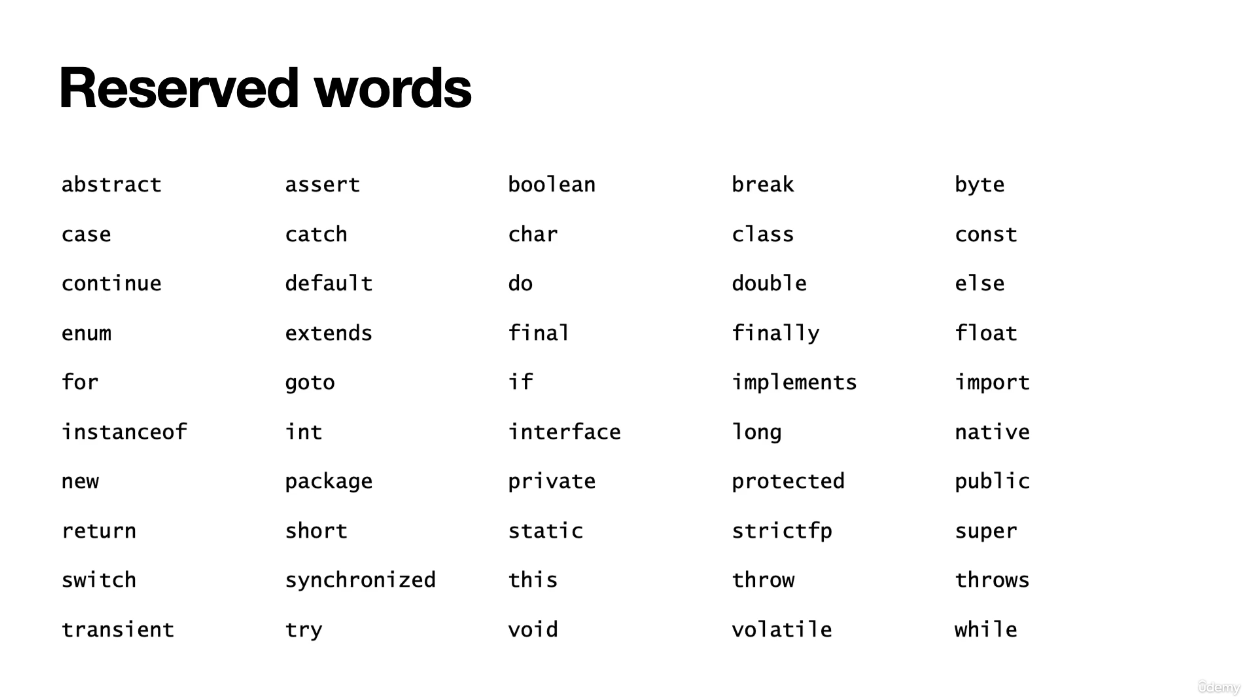 Reserved words
abstract assert boolean break byte
case catch char class const
continue default do double else
enum extends final finally float
for goto if implements import
instanceof int interface long native
new package private protected public
return short static strictfp super
switch synchronized this throw throws
transient try void volatile while
ûdemy